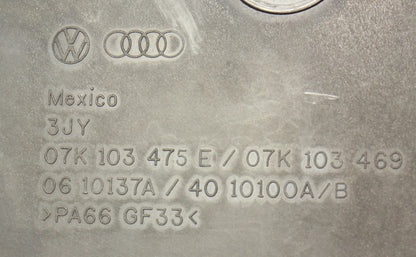 Mexico
3JY
07K 103 475 E / 07K 103 469
06 10137A / 40 10100A/B
>PA66 GF33<